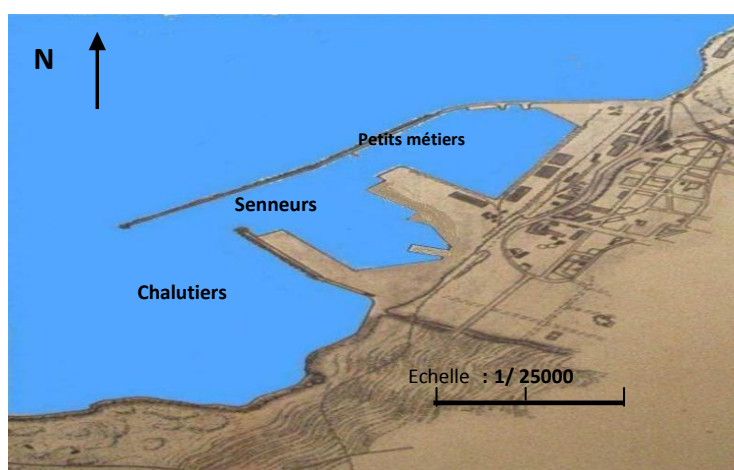 N
Petits métiers
Senneurs
Chalutiers
Echelle : 1/ 25000